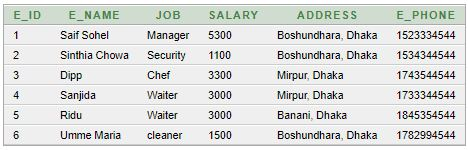 E_ID E_NAME JOB SALARY ADDRESS E_PHONE
1 Saif Sohel Manager 5300 Boshundhara, Dhaka 1523334544
2 Sinthia Chowa Security 1100 Boshundhara, Dhaka 1534344544
3 Dipp Chef 3300 Mirpur, Dhaka 1743544544
4 Sanjida Waiter 3000 Mirpur, Dhaka 1733344544
5 Ridu Waiter 3000 Banani, Dhaka 1845354544
6 Umme Maria cleaner 1500 Boshundhara, Dhaka 1782994544